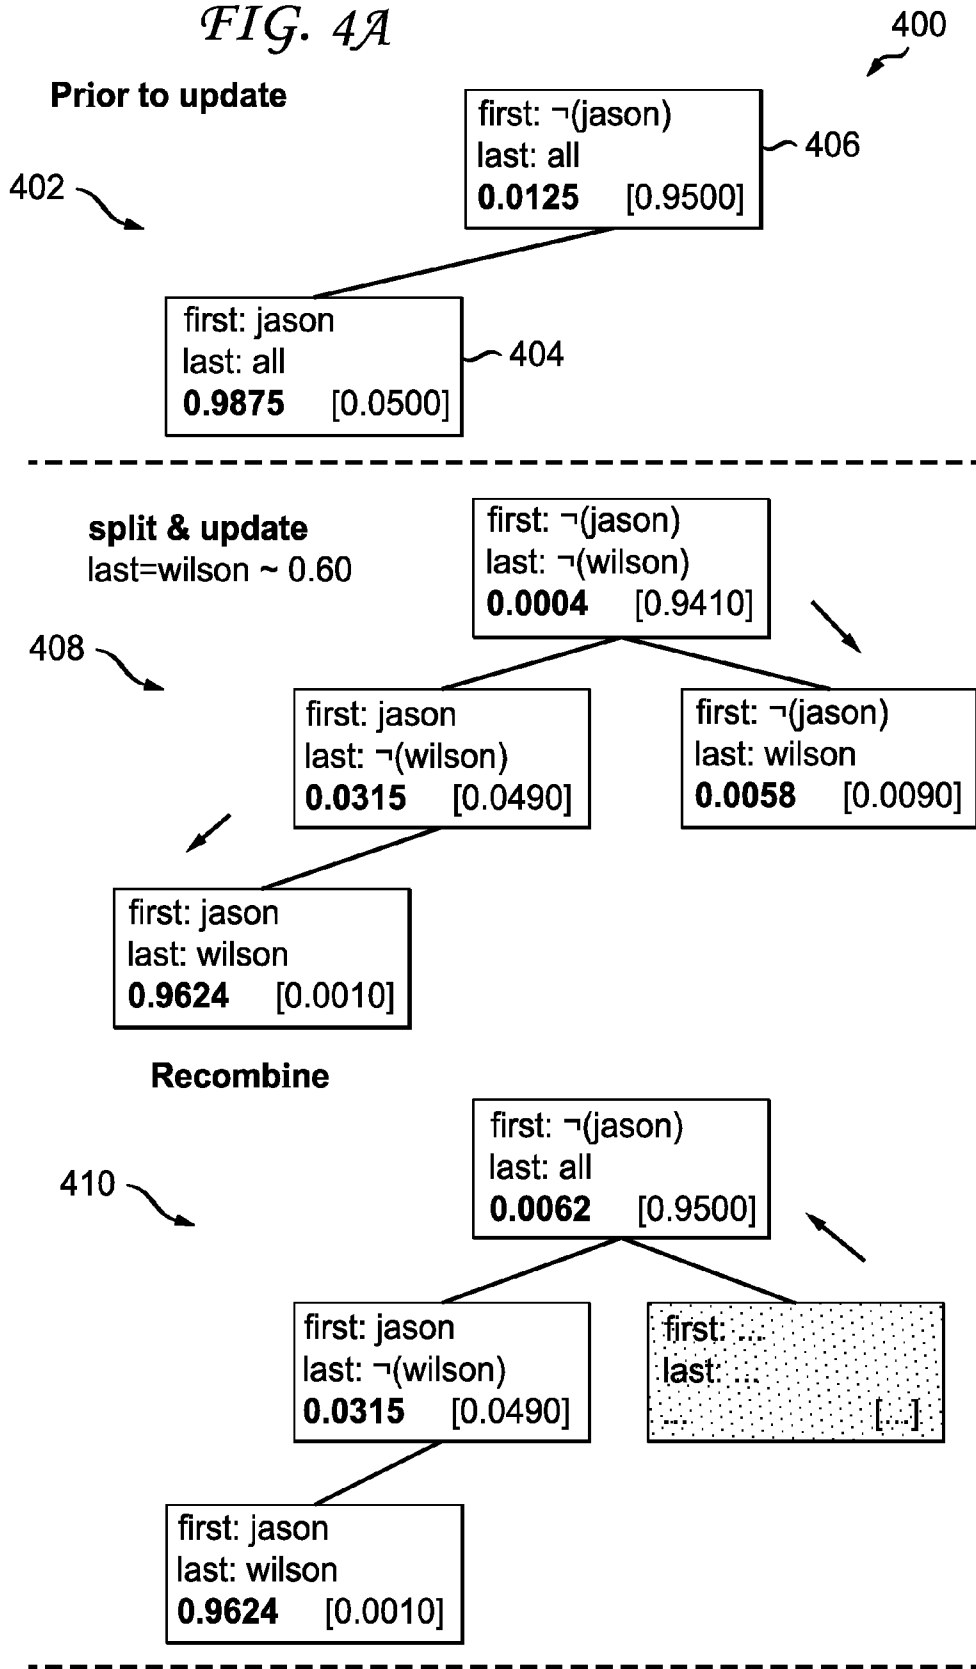 FIG. 4A
400
Prior to update
first: ¬(jason)
last: all
0.0125 [0.9500]
406
402
first: jason
last: all
0.9875 [0.0500]
404
split & update
last=wilson ~ 0.60
first: ¬(jason)
last: ¬(wilson)
0.0004 [0.9410]
408
first: jason
last: ¬(wilson)
0.0315 [0.0490]
first: ¬(jason)
last: wilson
0.0058 [0.0090]
first: jason
last: wilson
0.9624 [0.0010]
Recombine
first: ¬(jason)
last: all
0.0062 [0.9500]
410
first: jason
last: ¬(wilson)
0.0315 [0.0490]
first: ...
last: ...
... [...]
first: jason
last: wilson
0.9624 [0.0010]